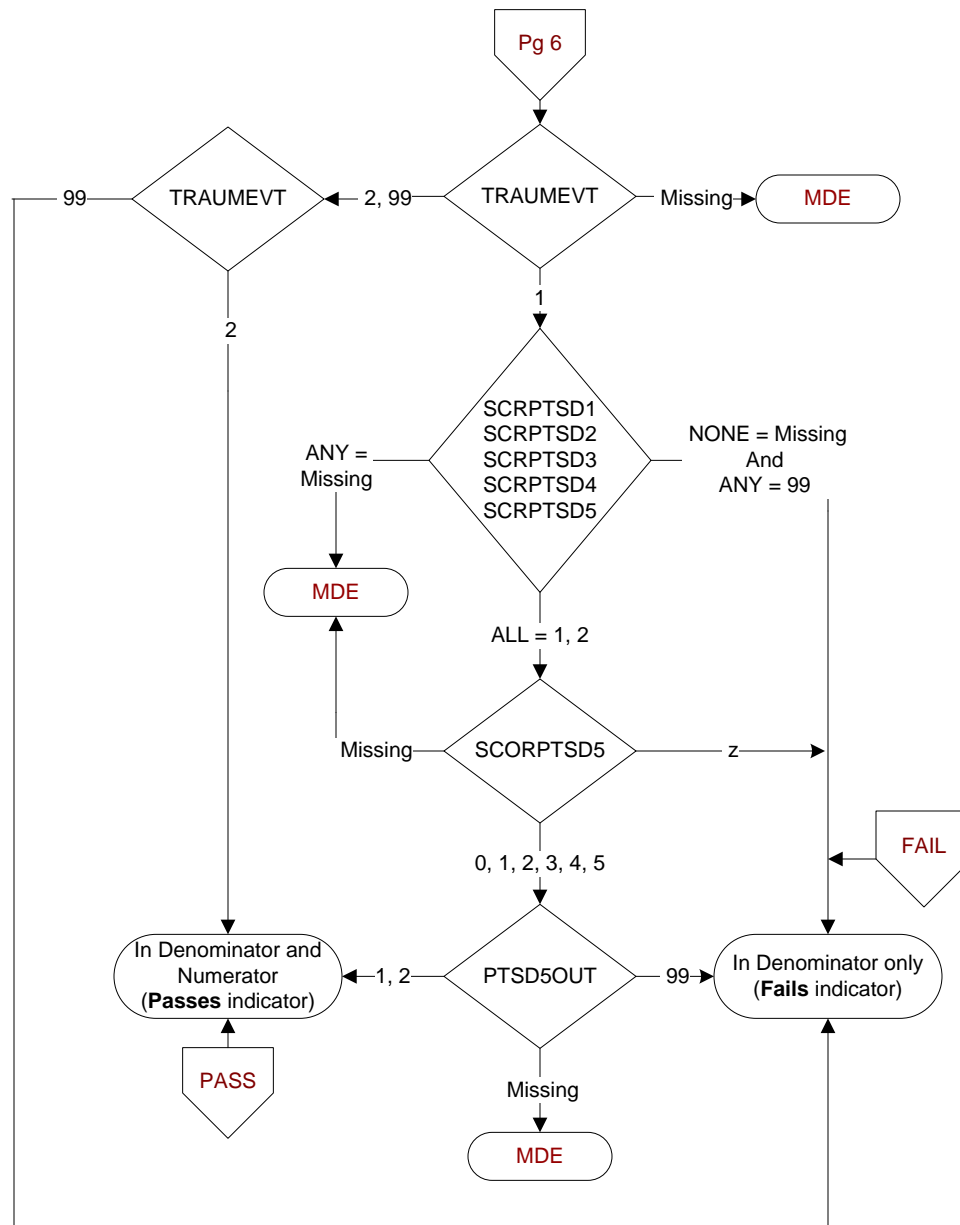 Pg 6
TRAUMEVT
TRAUMEVT
99
2, 99
Missing
MDE
2
1
SCRPTSD1
SCRPTSD2
SCRPTSD3
SCRPTSD4
SCRPTSD5
ANY =
Missing
NONE = Missing
And
ANY = 99
MDE
ALL = 1, 2
Missing
SCORPTSD5
z
FAIL
0, 1, 2, 3, 4, 5
In Denominator and
Numerator
(Passes indicator)
1, 2
PTSD5OUT
99
In Denominator only
(Fails indicator)
PASS
Missing
MDE